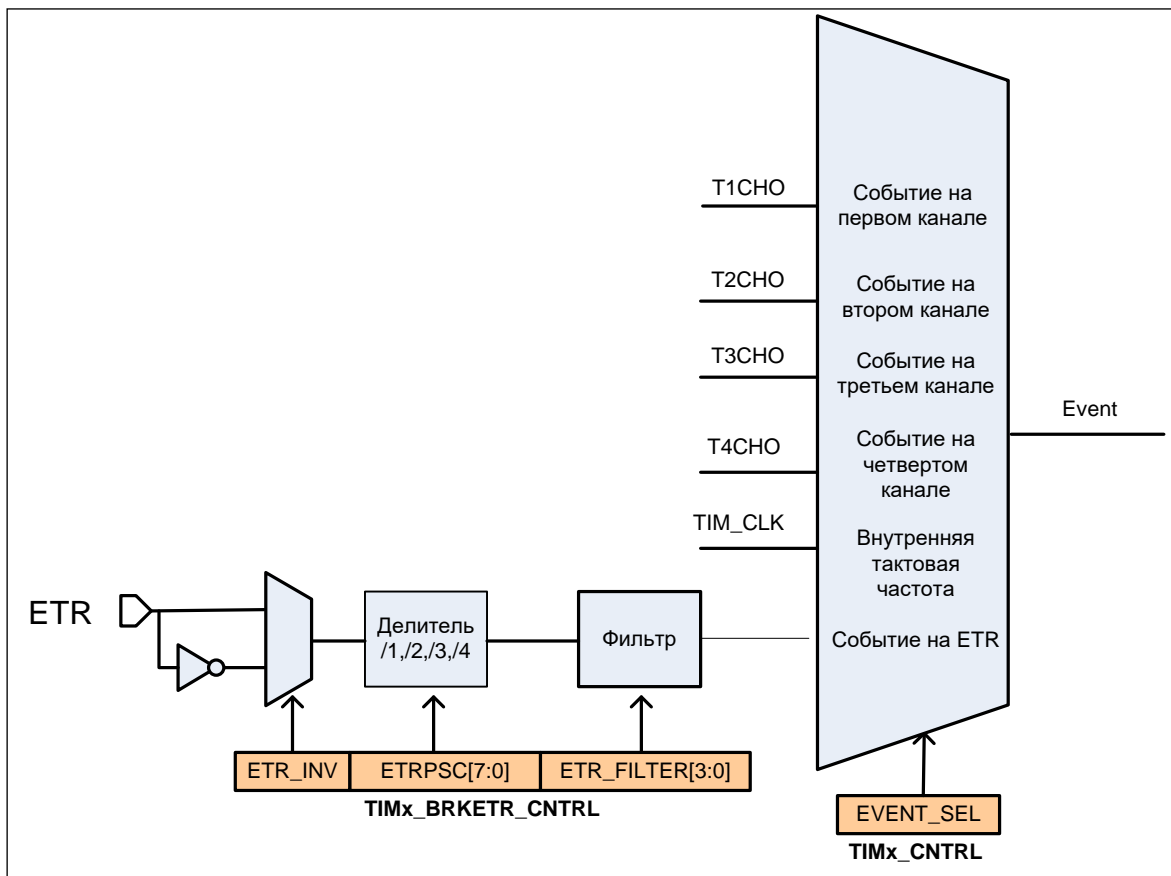 T1CHO
Событие на
первом канале
T2CHO
Событие на
втором канале
T3CHO
Событие на
третьем канале
Event
T4CHO
Событие на
четвертом
канале
TIM_CLK
Внутренняя
тактовая
частота
ETR
Делитель
/1,/2,/3,/4
Фильтр
Событие на ETR
ETR_INV
ETRPSC[7:0]
ETR_FILTER[3:0]
TIMx_BRKETR_CNTRL
EVENT_SEL
TIMx_CNTRL